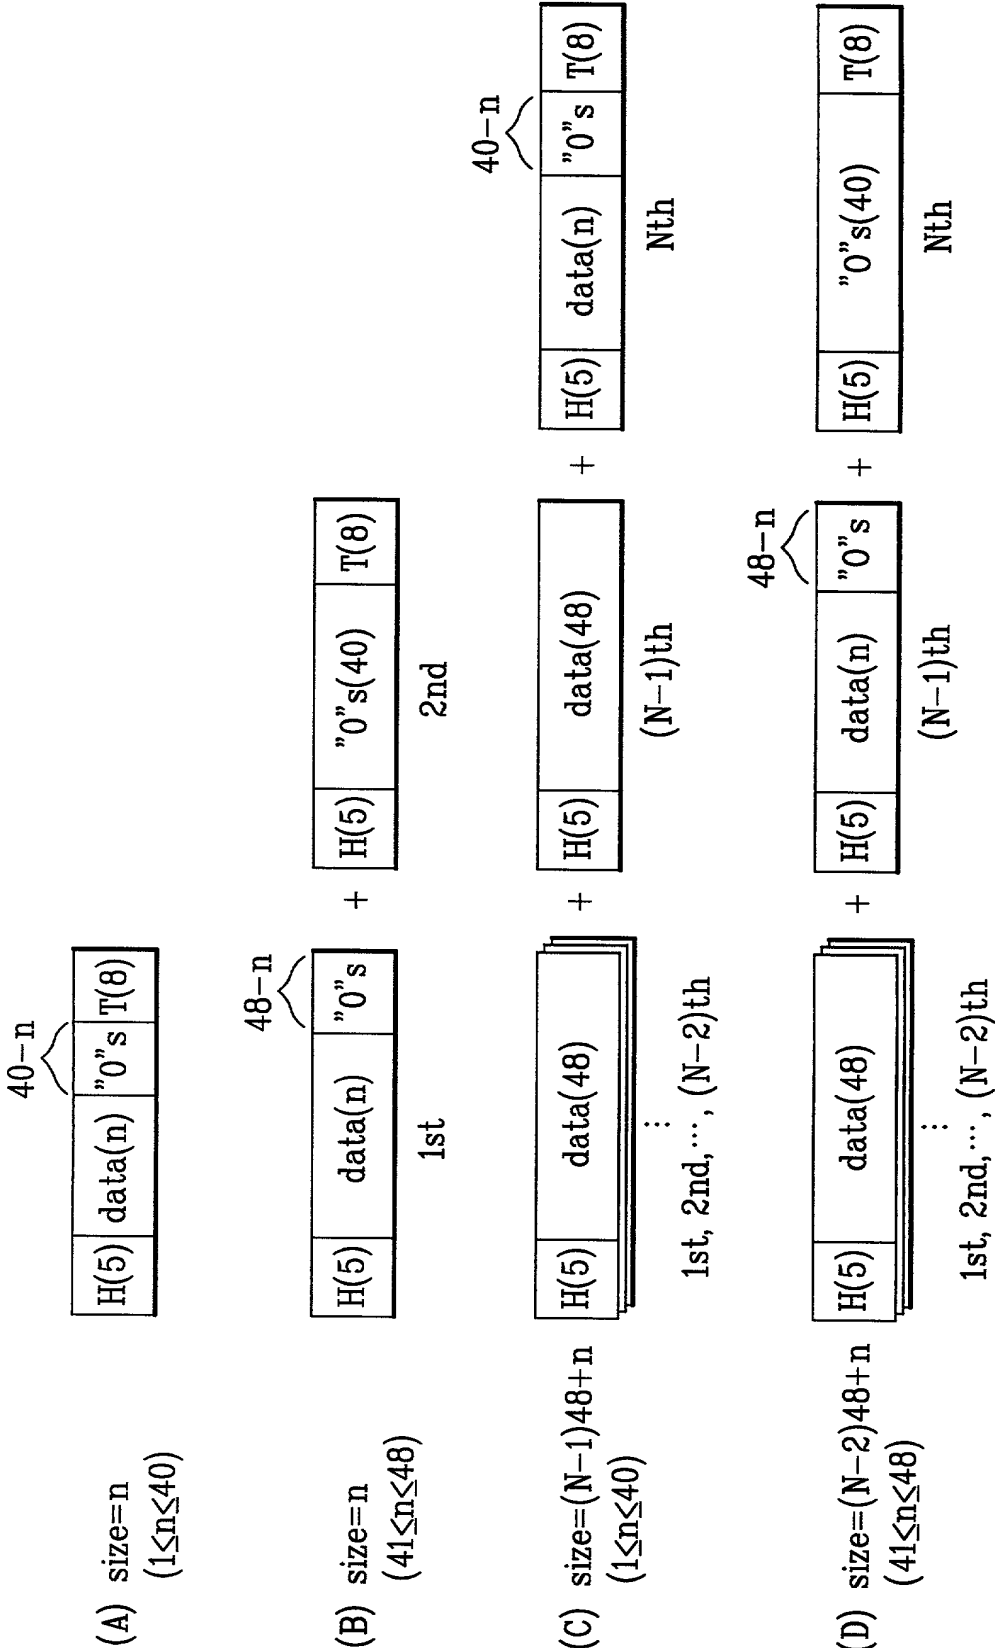 (A) size=n
(1≤n≤40)
40−n
H(5) data(n) "0"s T(8)
(B) size=n
(41≤n≤48)
48−n
H(5) data(n) "0"s + H(5) "0"s(40) T(8)
1st 2nd
(C) size=(N−1)48+n
(1≤n≤40)
40−n
H(5) data(48) + H(5) data(48) + H(5) data(n) "0"s T(8)
1st, 2nd,⋯, (N−2)th (N−1)th Nth
(D) size=(N−2)48+n
(41≤n≤48)
48−n
H(5) data(48) + H(5) data(n) "0"s + H(5) "0"s(40) T(8)
1st, 2nd,⋯, (N−2)th (N−1)th Nth